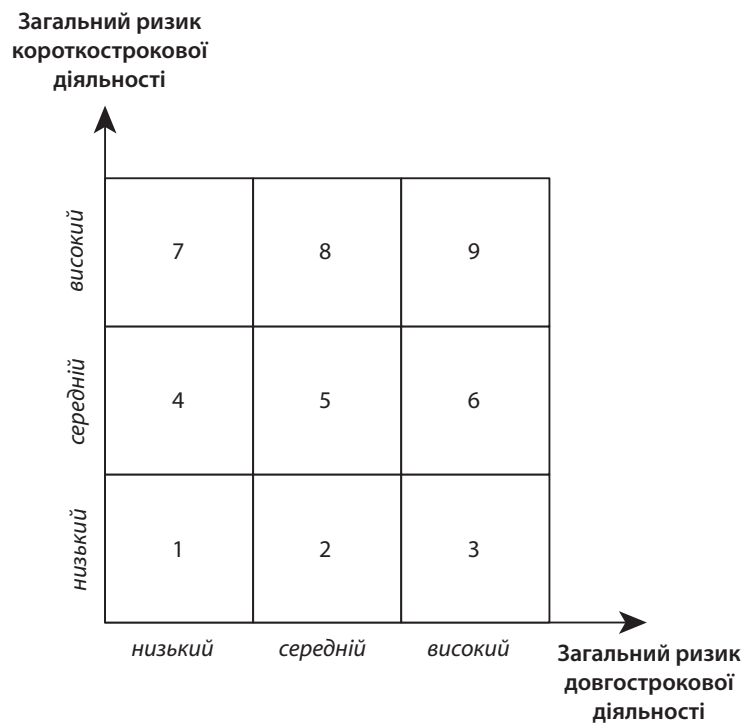 Загальний ризик
короткострокової
діяльності
високий
7 8 9
середній
4 5 6
низький
1 2 3
низький середній високий
Загальний ризик
довгострокової
діяльності